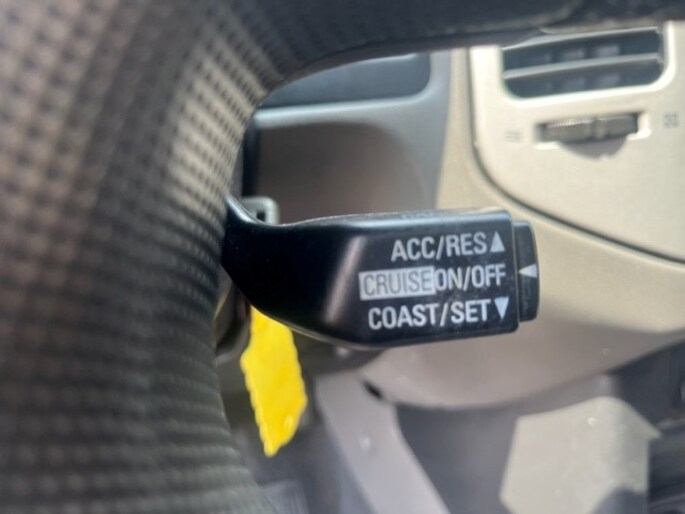 ACC/RES▲
CRUISE ON/OFF ◀
COAST/SET▼